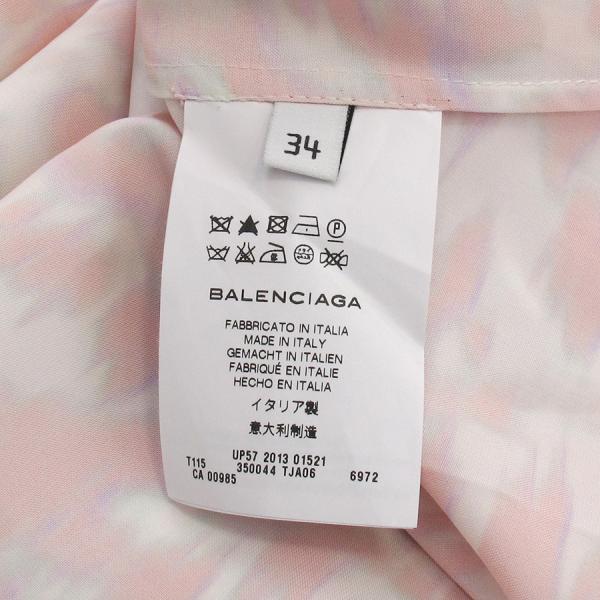 34
BALENCIAGA
FABBRICATO IN ITALIA
MADE IN ITALY
GEMACHT IN ITALIEN
FABRIQUÉ EN ITALIE
HECHO EN ITALIA
イタリア製
意大利制造
UP57 2013 01521
T115 350044 TJA06 6972
CA 00985